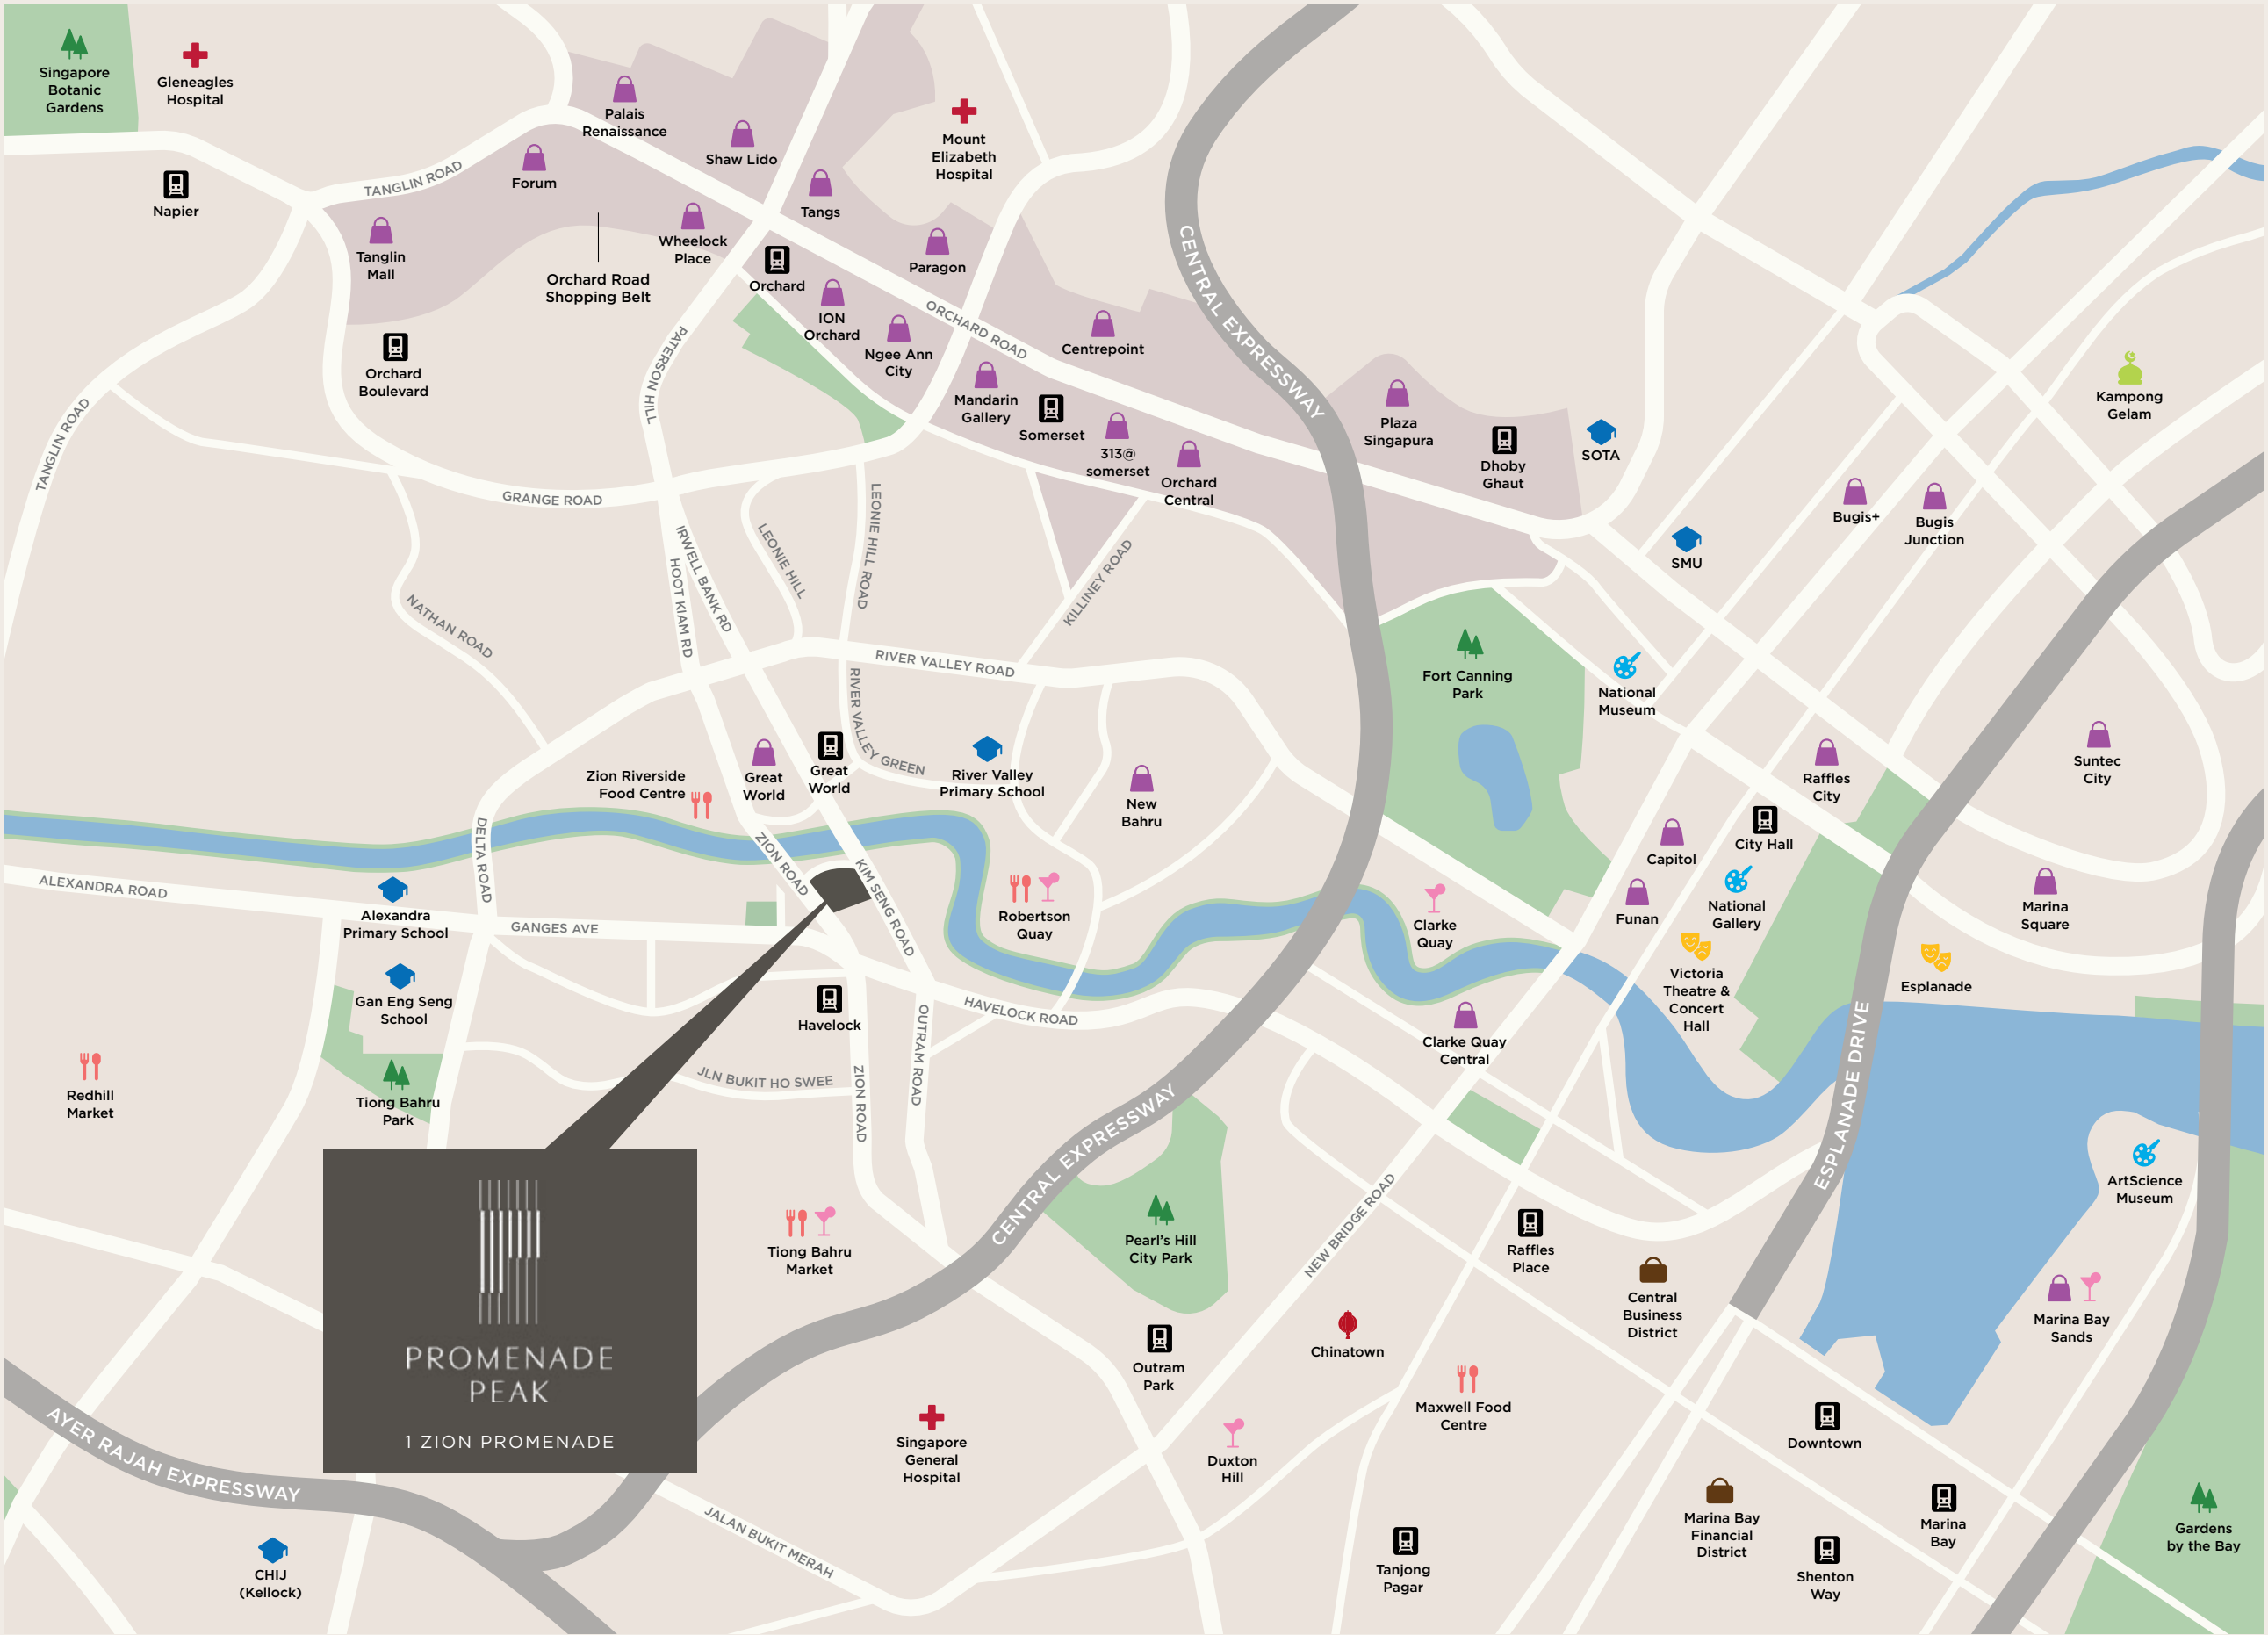 Singapore
Botanic
Gardens
Gleneagles
Hospital
Napier
TANGLIN ROAD
Palais
Renaissance
Shaw Lido
Forum
Tanglin
Mall
Tangs
Wheelock
Place
Orchard Road
Shopping Belt
Orchard
Mount
Elizabeth
Hospital
Paragon
ION
Orchard
Ngee Ann
City
ORCHARD ROAD
Centrepoint
Orchard
Boulevard
PATERSON HILL
Mandarin
Gallery
Somerset
313@
somerset
Orchard
Central
CENTRAL EXPRESSWAY
Plaza
Singapura
Dhoby
Ghaut
SOTA
SMU
Bugis+
Bugis
Junction
Kampong
Gelam
TANGLIN ROAD
GRANGE ROAD
NATHAN ROAD
IRWELL BANK RD
HOOT KIAM RD
LEONIE HILL
LEONIE HILL ROAD
KILLINEY ROAD
RIVER VALLEY ROAD
RIVER VALLEY GREEN
Fort Canning
Park
National
Museum
Zion Riverside
Food Centre
Great
World
Great
World
River Valley
Primary School
New
Bahru
Raffles
City
Suntec
City
Capitol
City Hall
Funan
National
Gallery
Marina
Square
DELTA ROAD
ZION ROAD
KIM SENG ROAD
ALEXANDRA ROAD
Alexandra
Primary School
GANGES AVE
Robertson
Quay
Clarke
Quay
Victoria
Theatre &
Concert
Hall
Esplanade
Gan Eng Seng
School
Havelock
HAVELOCK ROAD
OUTRAM ROAD
Clarke Quay
Central
ESPLANADE DRIVE
Redhill
Market
Tiong Bahru
Park
JLN BUKIT HO SWEE
ZION ROAD
CENTRAL EXPRESSWAY
NEW BRIDGE ROAD
ArtScience
Museum
PROMENADE
PEAK
1 ZION PROMENADE
Tiong Bahru
Market
Pearl's Hill
City Park
Raffles
Place
Central
Business
District
Marina Bay
Sands
Outram
Park
Chinatown
Maxwell Food
Centre
Downtown
AYER RAJAH EXPRESSWAY
Singapore
General
Hospital
Duxton
Hill
Marina Bay
Financial
District
Marina
Bay
Gardens
by the Bay
CHIJ
(Kellock)
JALAN BUKIT MERAH
Tanjong
Pagar
Shenton
Way